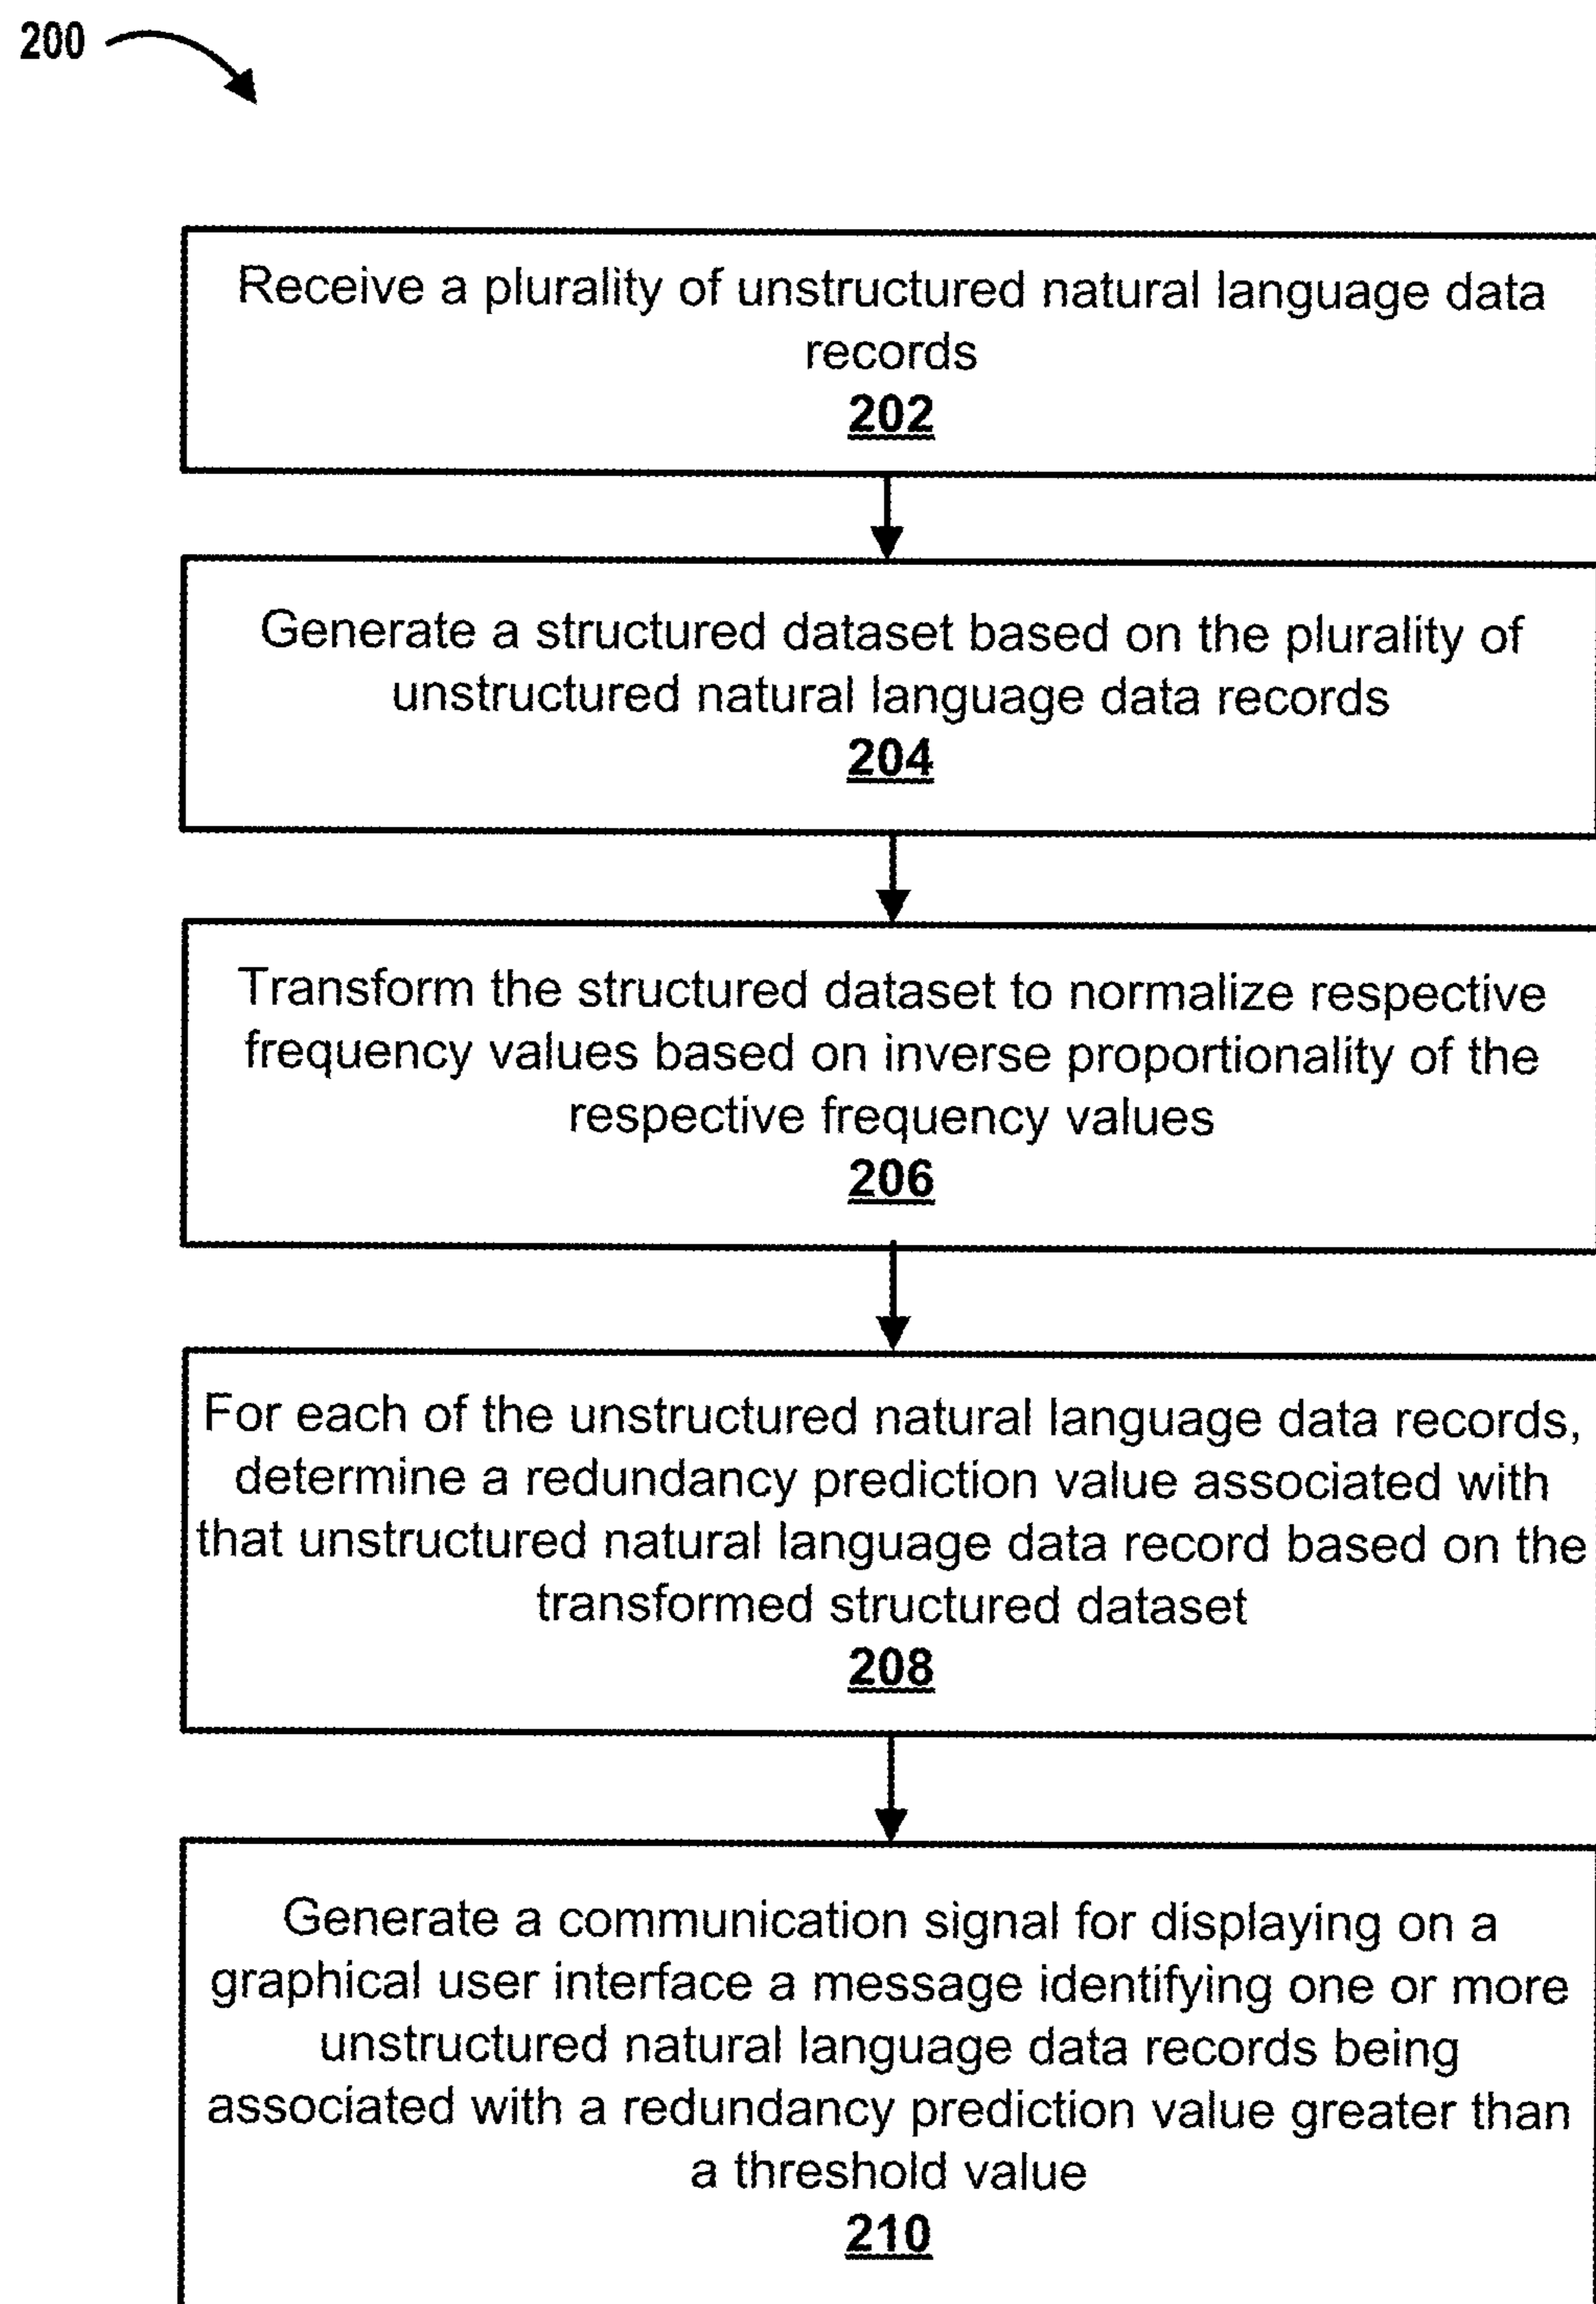 200
Receive a plurality of unstructured natural language data
records
202
Generate a structured dataset based on the plurality of
unstructured natural language data records
204
Transform the structured dataset to normalize respective
frequency values based on inverse proportionality of the
respective frequency values
206
For each of the unstructured natural language data records,
determine a redundancy prediction value associated with
that unstructured natural language data record based on the
transformed structured dataset
208
Generate a communication signal for displaying on a
graphical user interface a message identifying one or more
unstructured natural language data records being
associated with a redundancy prediction value greater than
a threshold value
210